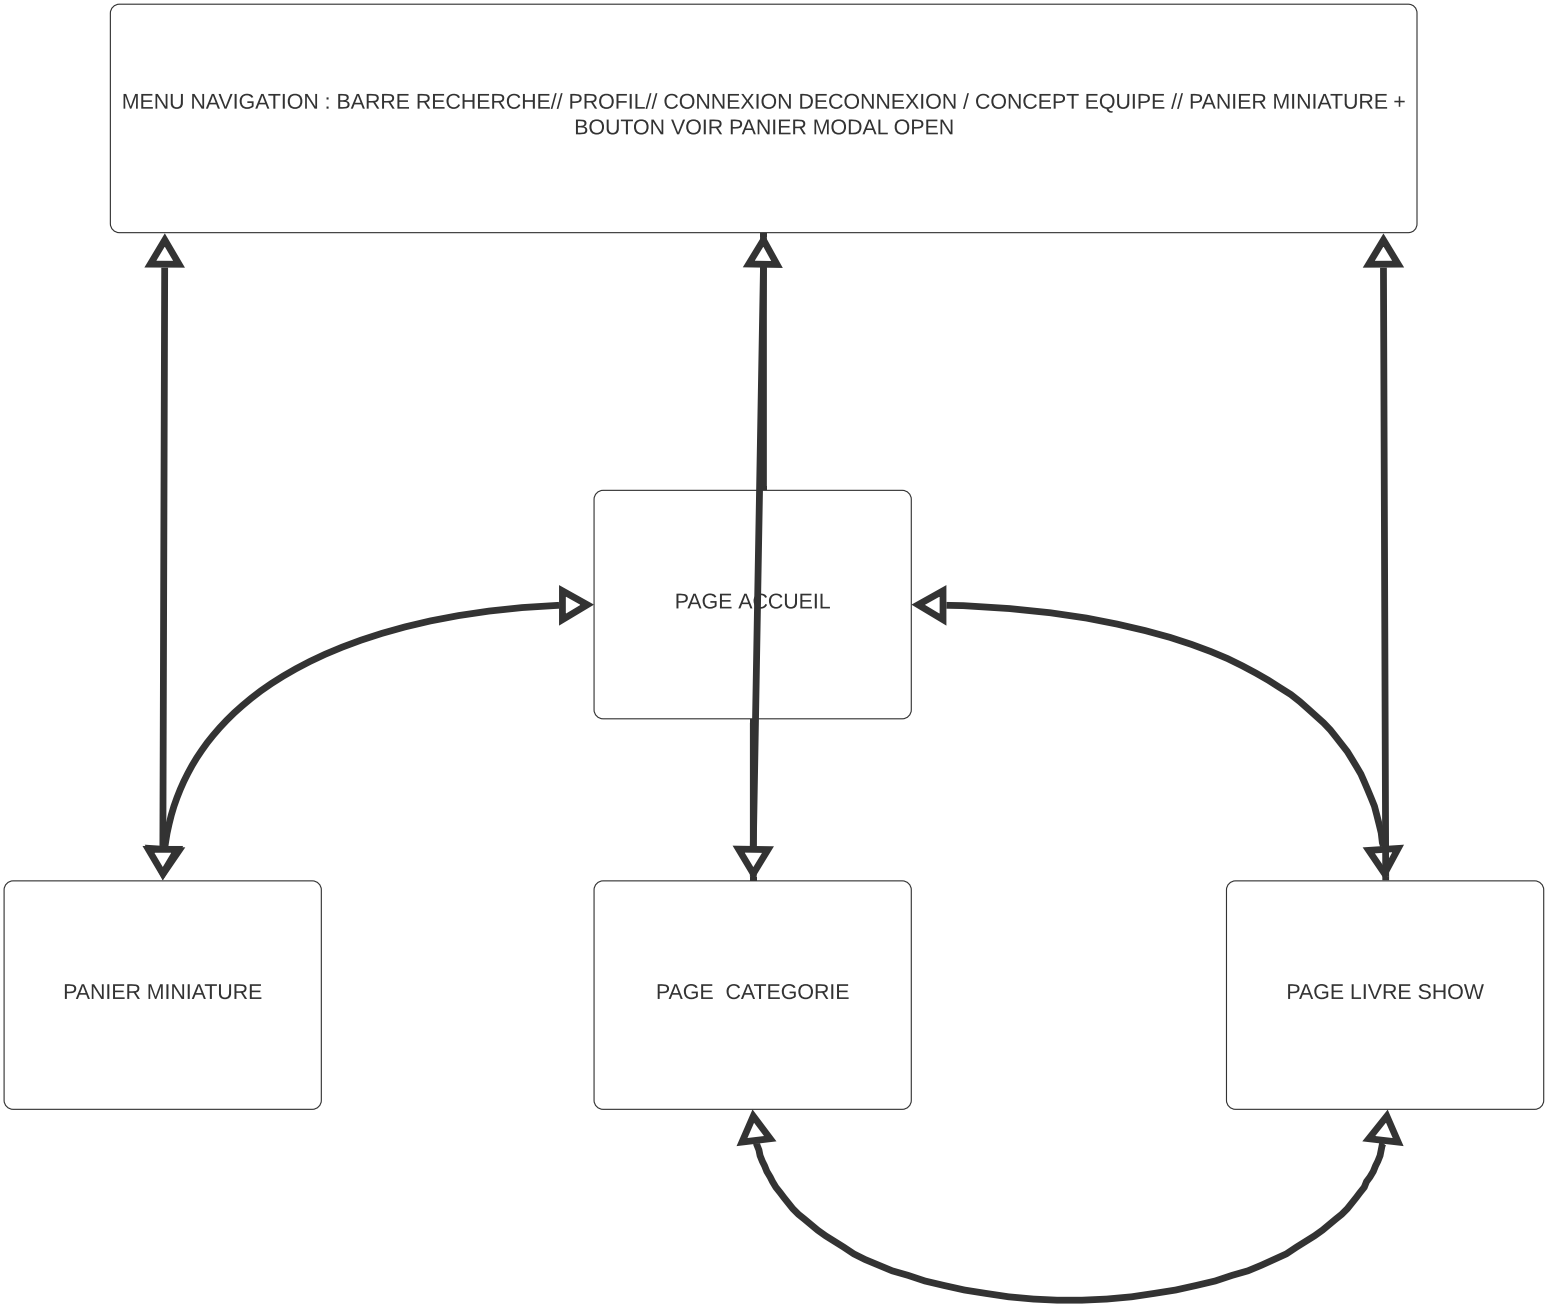 MENU NAVIGATION : BARRE RECHERCHE// PROFIL// CONNEXION DECONNEXION / CONCEPT EQUIPE // PANIER MINIATURE +
BOUTON VOIR PANIER MODAL OPEN
PAGE ACCUEIL
PANIER MINIATURE
PAGE  CATEGORIE
PAGE LIVRE SHOW